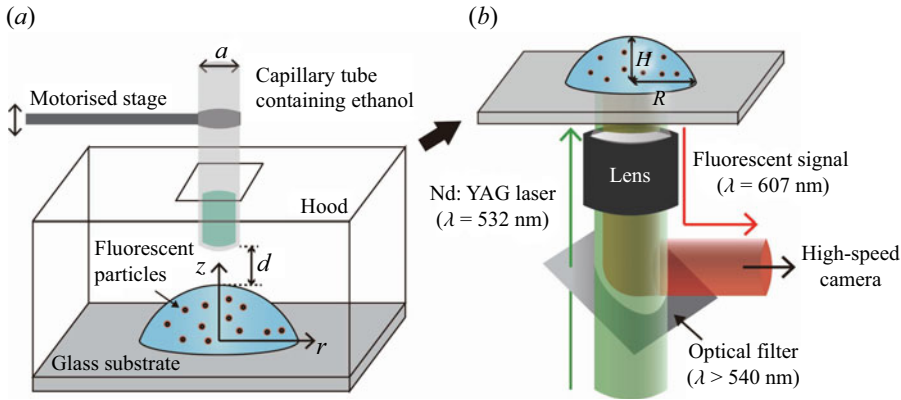 (a)
a
Capillary tube
containing ethanol
Motorised stage
Hood
Fluorescent
particles
z
d
r
Glass substrate
(b)
H
R
Lens
Nd: YAG laser
(λ = 532 nm)
Fluorescent signal
(λ = 607 nm)
High-speed
camera
Optical filter
(λ > 540 nm)